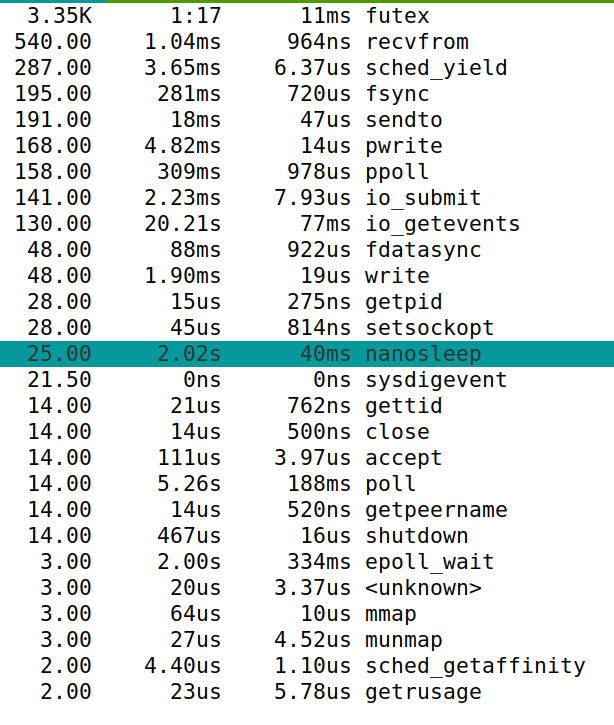 3.35K 1:17 11ms futex
540.00 1.04ms 964ns recvfrom
287.00 3.65ms 6.37us sched_yield
195.00 281ms 720us fsync
191.00 18ms 47us sendto
168.00 4.82ms 14us pwrite
158.00 309ms 978us ppoll
141.00 2.23ms 7.93us io_submit
130.00 20.21s 77ms io_getevents
48.00 88ms 922us fdatasync
48.00 1.90ms 19us write
28.00 15us 275ns getpid
28.00 45us 814ns setsockopt
25.00 2.02s 40ms nanosleep
21.50 0ns 0ns sysdigevent
14.00 21us 762ns gettid
14.00 14us 500ns close
14.00 111us 3.97us accept
14.00 5.26s 188ms poll
14.00 14us 520ns getpeername
14.00 467us 16us shutdown
3.00 2.00s 334ms epoll_wait
3.00 20us 3.37us <unknown>
3.00 64us 10us mmap
3.00 27us 4.52us munmap
2.00 4.40us 1.10us sched_getaffinity
2.00 23us 5.78us getrusage